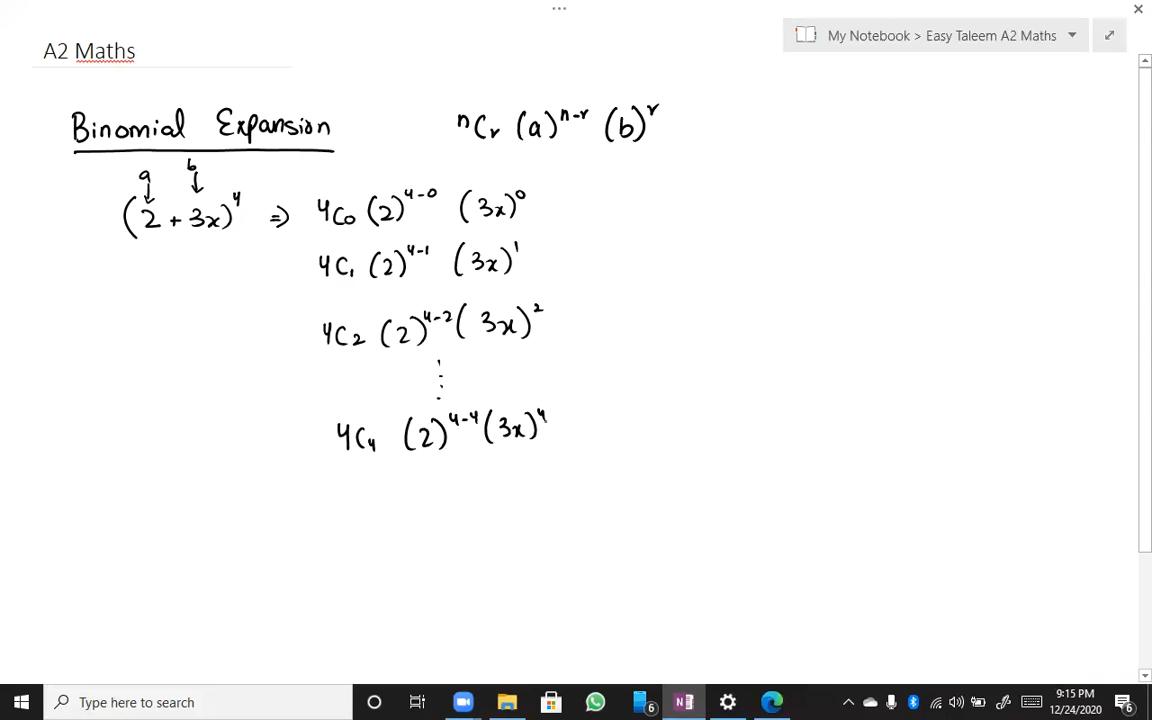 My Notebook > Easy Taleem A2 Maths
A2 Maths
Binomial Expansion
nCr (a)^n-r (b)^r
a b
(2 + 3x)^4 ⇒ 4C0 (2)^4-0 (3x)^0
4C1 (2)^4-1 (3x)^1
4C2 (2)^4-2 (3x)^2
4C4 (2)^4-4 (3x)^4
Type here to search
6
N
9:15 PM
12/24/2020
6